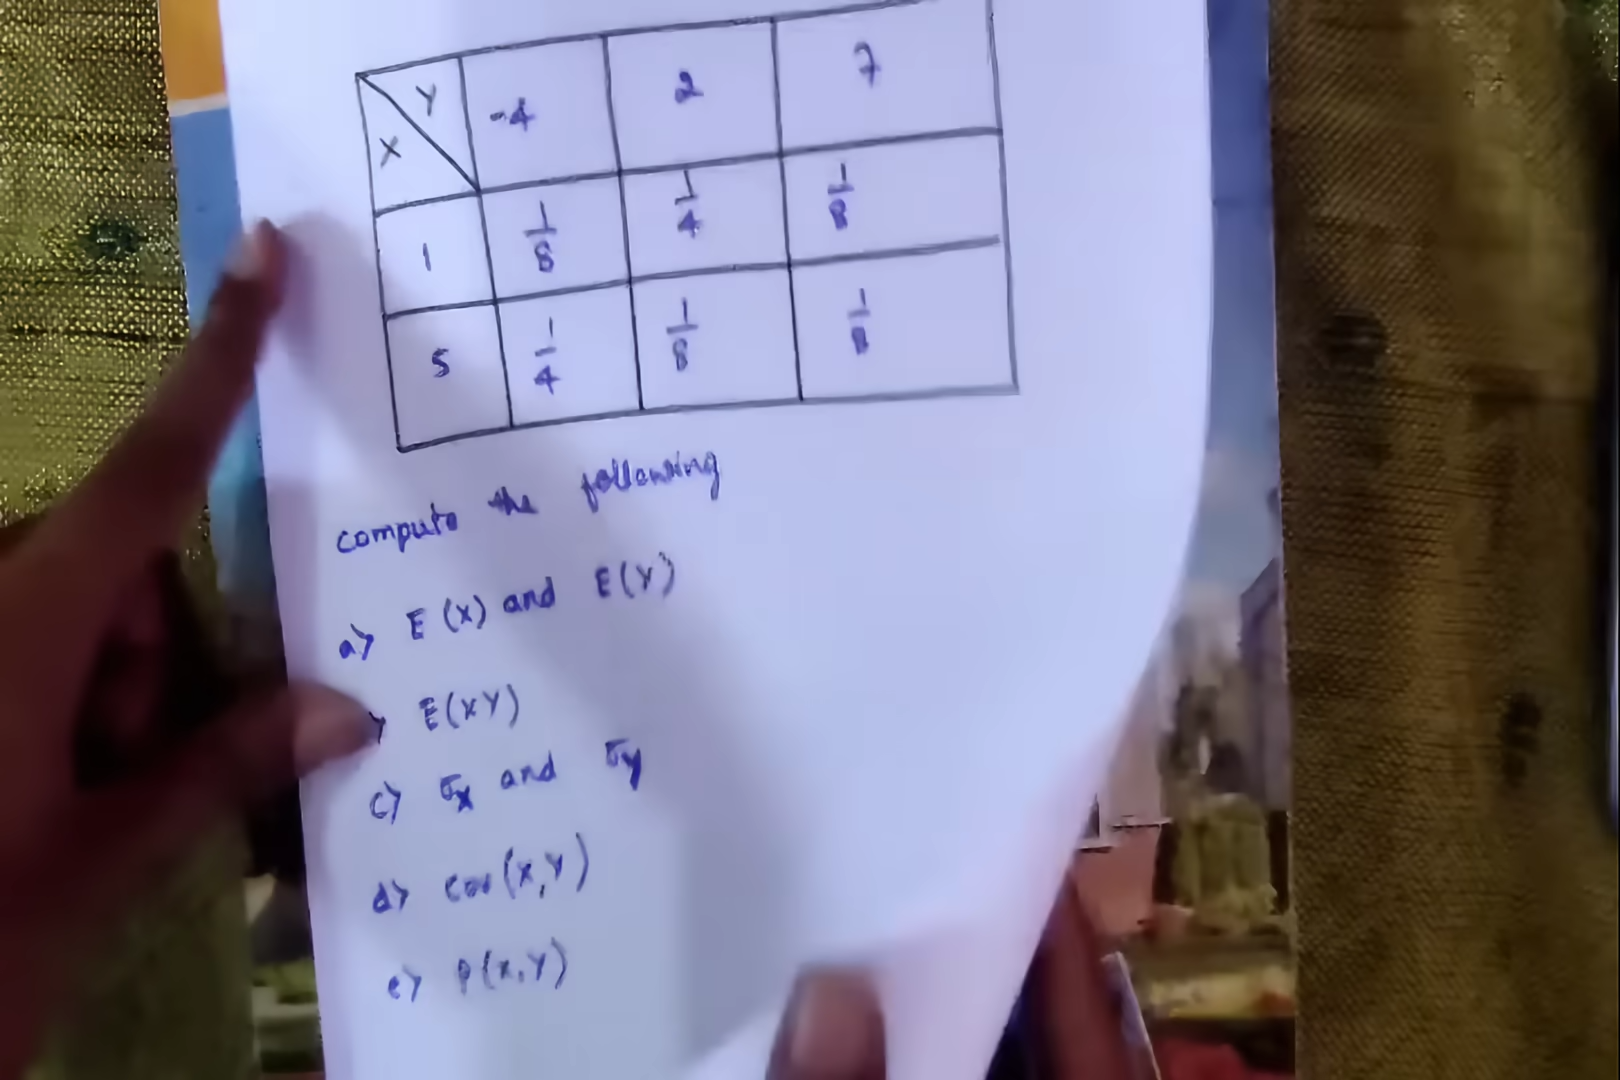 Y -4 2 7
X
1 1/8 1/4 1/8
5 1/4 1/8 1/8
compute the following
a) E(X) and E(Y)
) E(XY)
c) σx and σy
d) cov(X,Y)
e) ρ(X,Y)